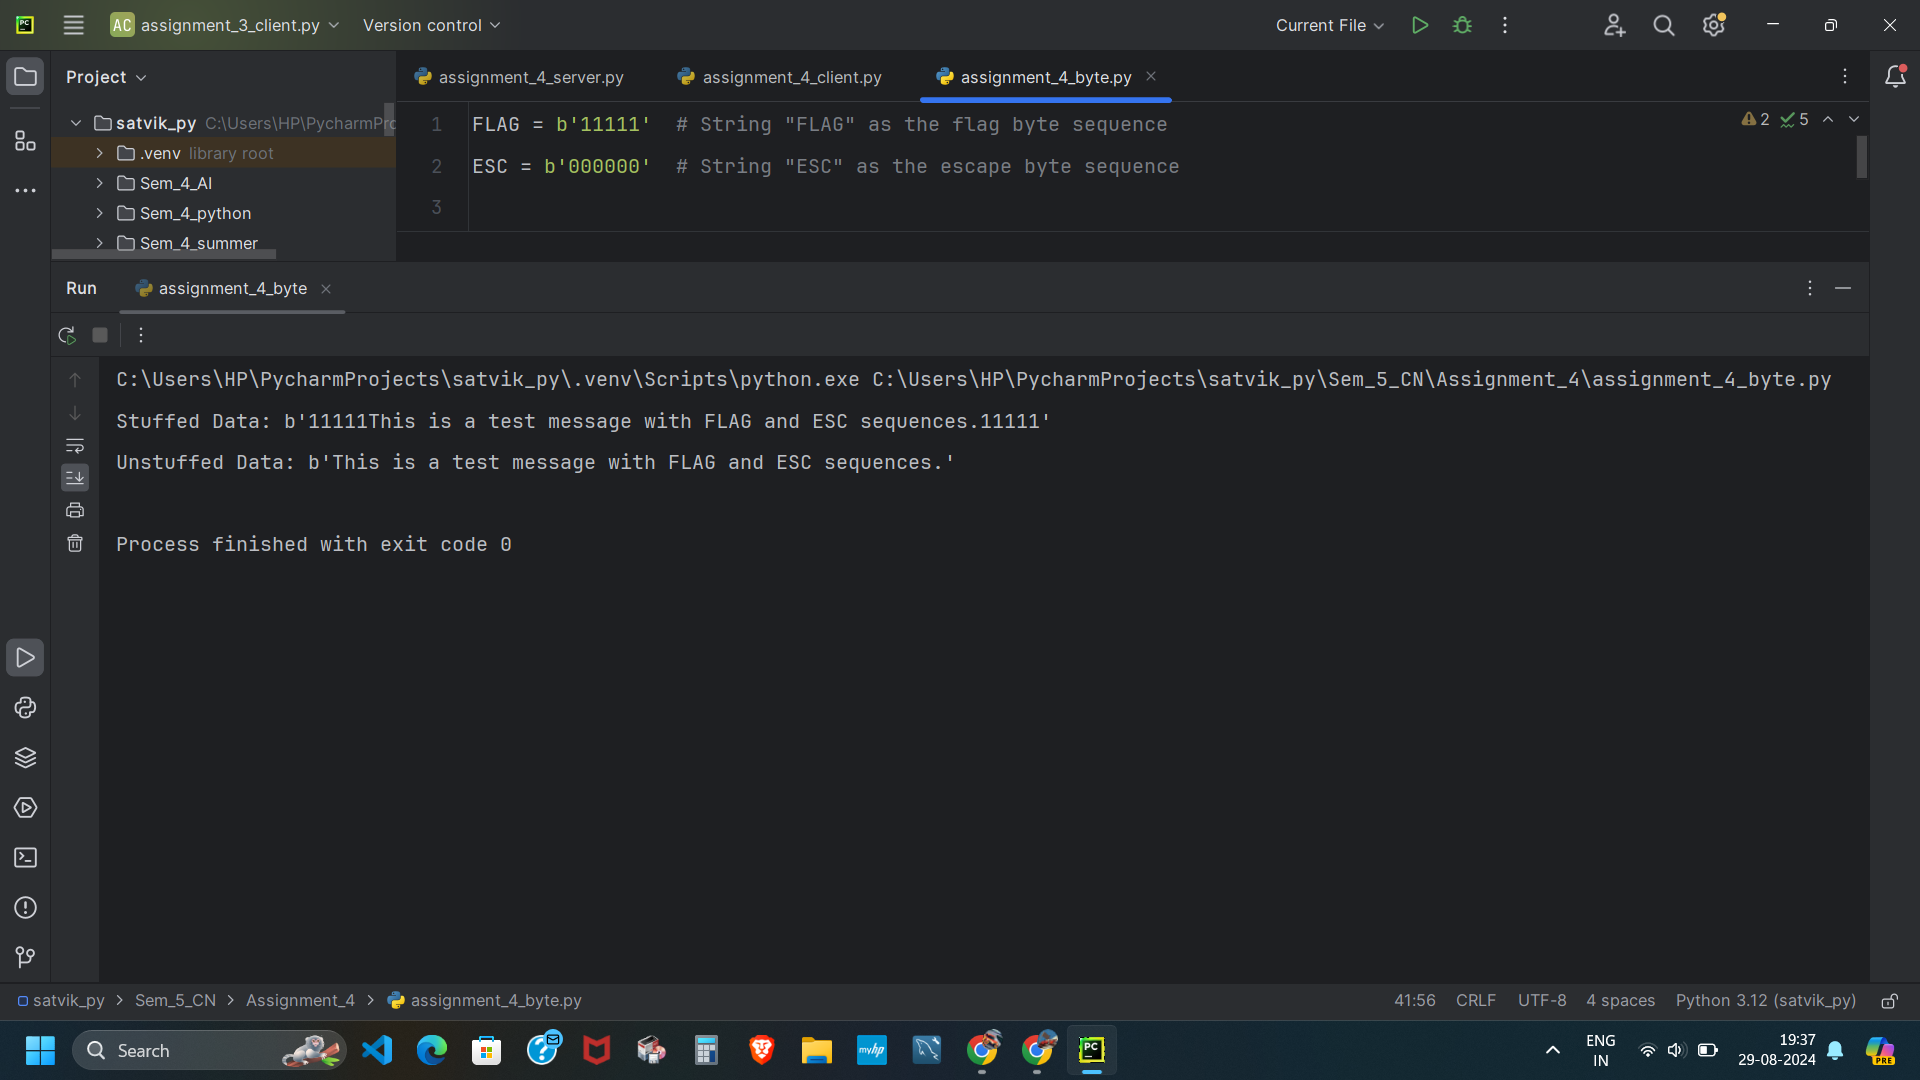 AC assignment_3_client.py Version control Current File
Project
assignment_4_server.py assignment_4_client.py assignment_4_byte.py
satvik_py C:\Users\HP\PycharmPro
.venv library root
Sem_4_AI
Sem_4_python
Sem_4_summer
1 FLAG = b'11111' # String "FLAG" as the flag byte sequence
2 ESC = b'000000' # String "ESC" as the escape byte sequence
3
2 5
Run assignment_4_byte
C:\Users\HP\PycharmProjects\satvik_py\.venv\Scripts\python.exe C:\Users\HP\PycharmProjects\satvik_py\Sem_5_CN\Assignment_4\assignment_4_byte.py
Stuffed Data: b'11111This is a test message with FLAG and ESC sequences.11111'
Unstuffed Data: b'This is a test message with FLAG and ESC sequences.'
Process finished with exit code 0
satvik_py > Sem_5_CN > Assignment_4 > assignment_4_byte.py 41:56 CRLF UTF-8 4 spaces Python 3.12 (satvik_py)
Search
myhp
PC
ENG
IN
19:37
29-08-2024
PRE